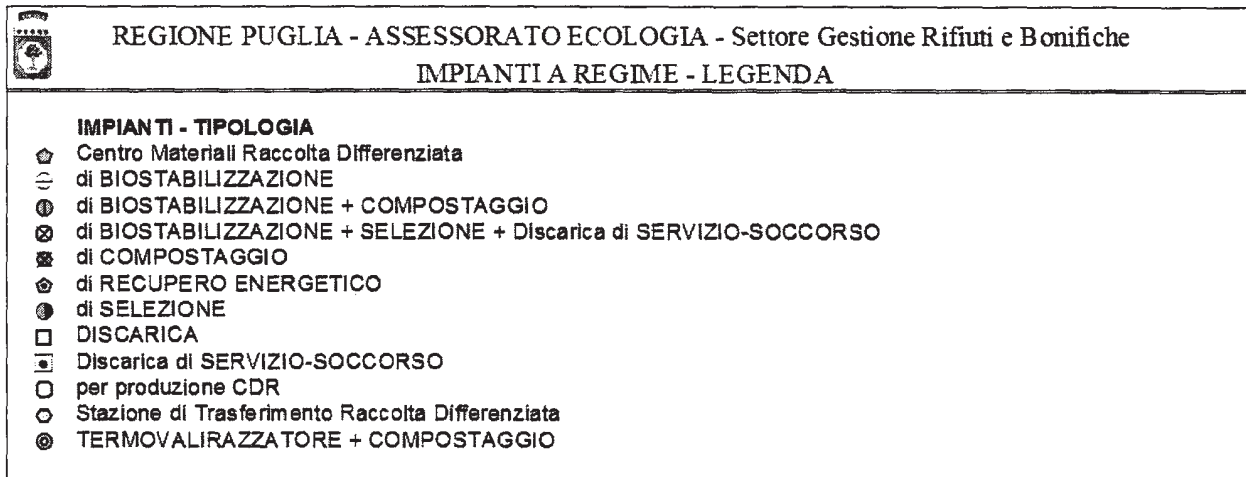 REGIONE PUGLIA - ASSESSORATO ECOLOGIA - Settore Gestione Rifiuti e Bonifiche
IMPIANTI A REGIME - LEGENDA
IMPIANTI - TIPOLOGIA
Centro Materiali Raccolta Differenziata
di BIOSTABILIZZAZIONE
di BIOSTABILIZZAZIONE + COMPOSTAGGIO
di BIOSTABILIZZAZIONE + SELEZIONE + Discarica di SERVIZIO-SOCCORSO
di COMPOSTAGGIO
di RECUPERO ENERGETICO
di SELEZIONE
DISCARICA
Discarica di SERVIZIO-SOCCORSO
per produzione CDR
Stazione di Trasferimento Raccolta Differenziata
TERMOVALIRAZZATORE + COMPOSTAGGIO